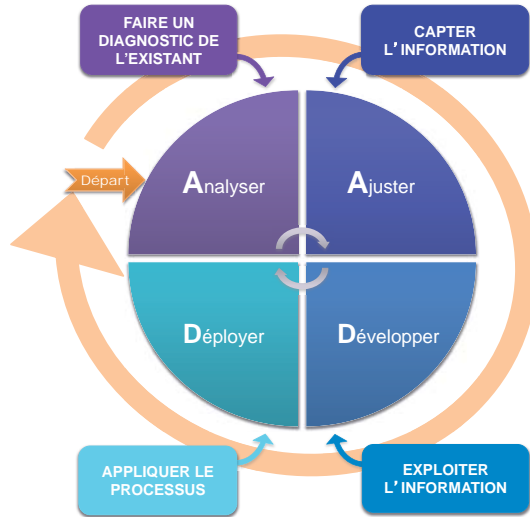 FAIRE UN
DIAGNOSTIC DE
L'EXISTANT
CAPTER
L'INFORMATION
Départ
Analyser
Ajuster
Déployer
Développer
APPLIQUER LE
PROCESSUS
EXPLOITER
L'INFORMATION